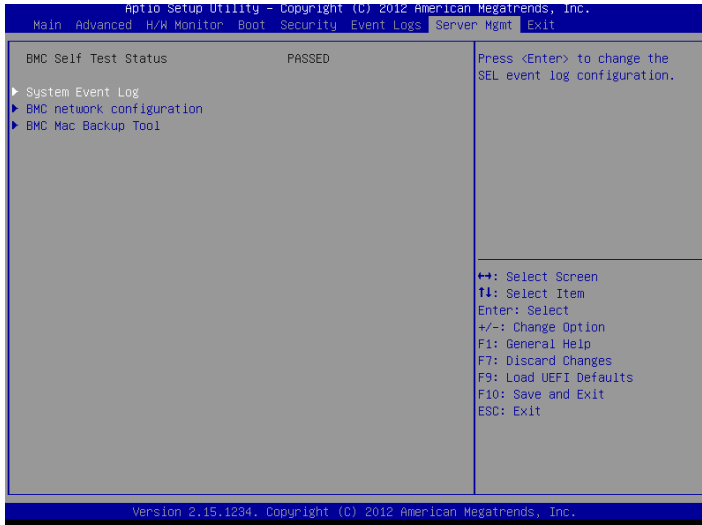 Aptio Setup Utility – Copyright (C) 2012 American Megatrends, Inc.
Main Advanced H/W Monitor Boot Security Event Logs Server Mgmt Exit
BMC Self Test Status PASSED
System Event Log
BMC network configuration
BMC Mac Backup Tool
Press <Enter> to change the
SEL event log configuration.
↔: Select Screen
↑↓: Select Item
Enter: Select
+/-: Change Option
F1: General Help
F7: Discard Changes
F9: Load UEFI Defaults
F10: Save and Exit
ESC: Exit
Version 2.15.1234. Copyright (C) 2012 American Megatrends, Inc.